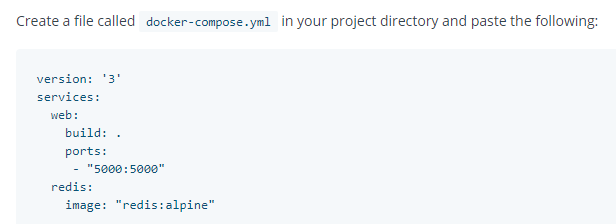 Create a file called docker-compose.yml in your project directory and paste the following:
version: '3'
services:
  web:
    build: .
    ports:
     - "5000:5000"
  redis:
    image: "redis:alpine"